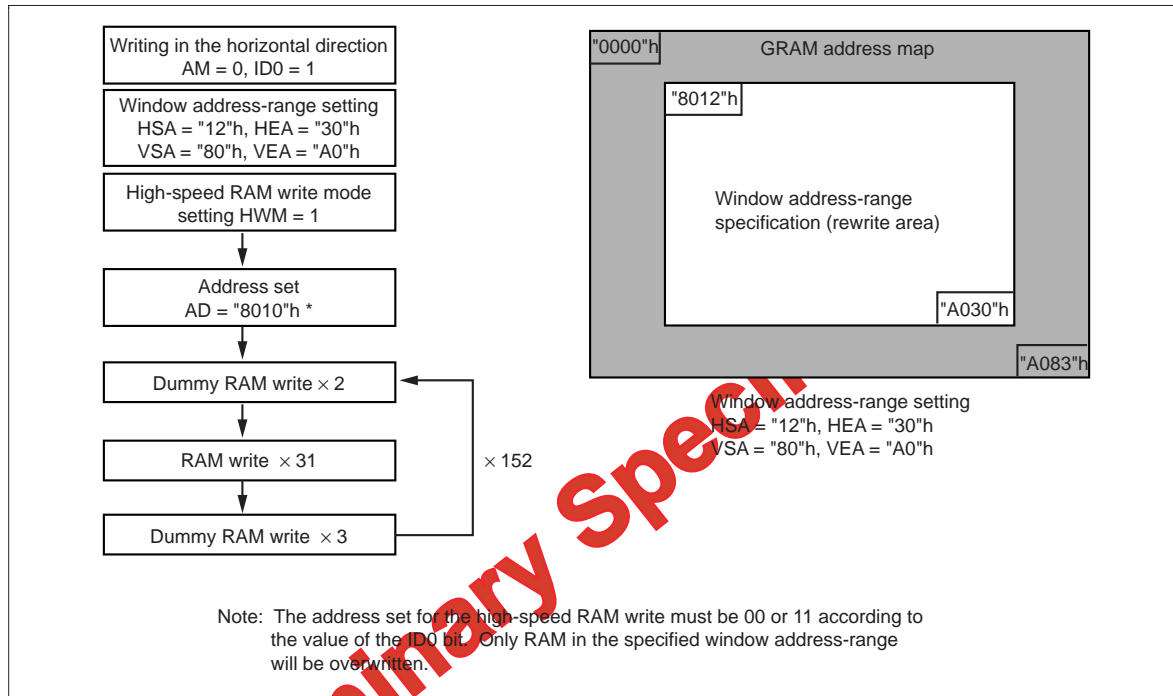 Writing in the horizontal direction
AM = 0, ID0 = 1
Window address-range setting
HSA = "12"h, HEA = "30"h
VSA = "80"h, VEA = "A0"h
High-speed RAM write mode
setting HWM = 1
Address set
AD = "8010"h *
Dummy RAM write × 2
RAM write × 31
× 152
Dummy RAM write × 3
"0000"h
GRAM address map
"8012"h
Window address-range
specification (rewrite area)
"A030"h
"A083"h
Window address-range setting
HSA = "12"h, HEA = "30"h
VSA = "80"h, VEA = "A0"h
Note: The address set for the high-speed RAM write must be 00 or 11 according to
the value of the ID0 bit. Only RAM in the specified window address-range
will be overwritten.
inary Speci